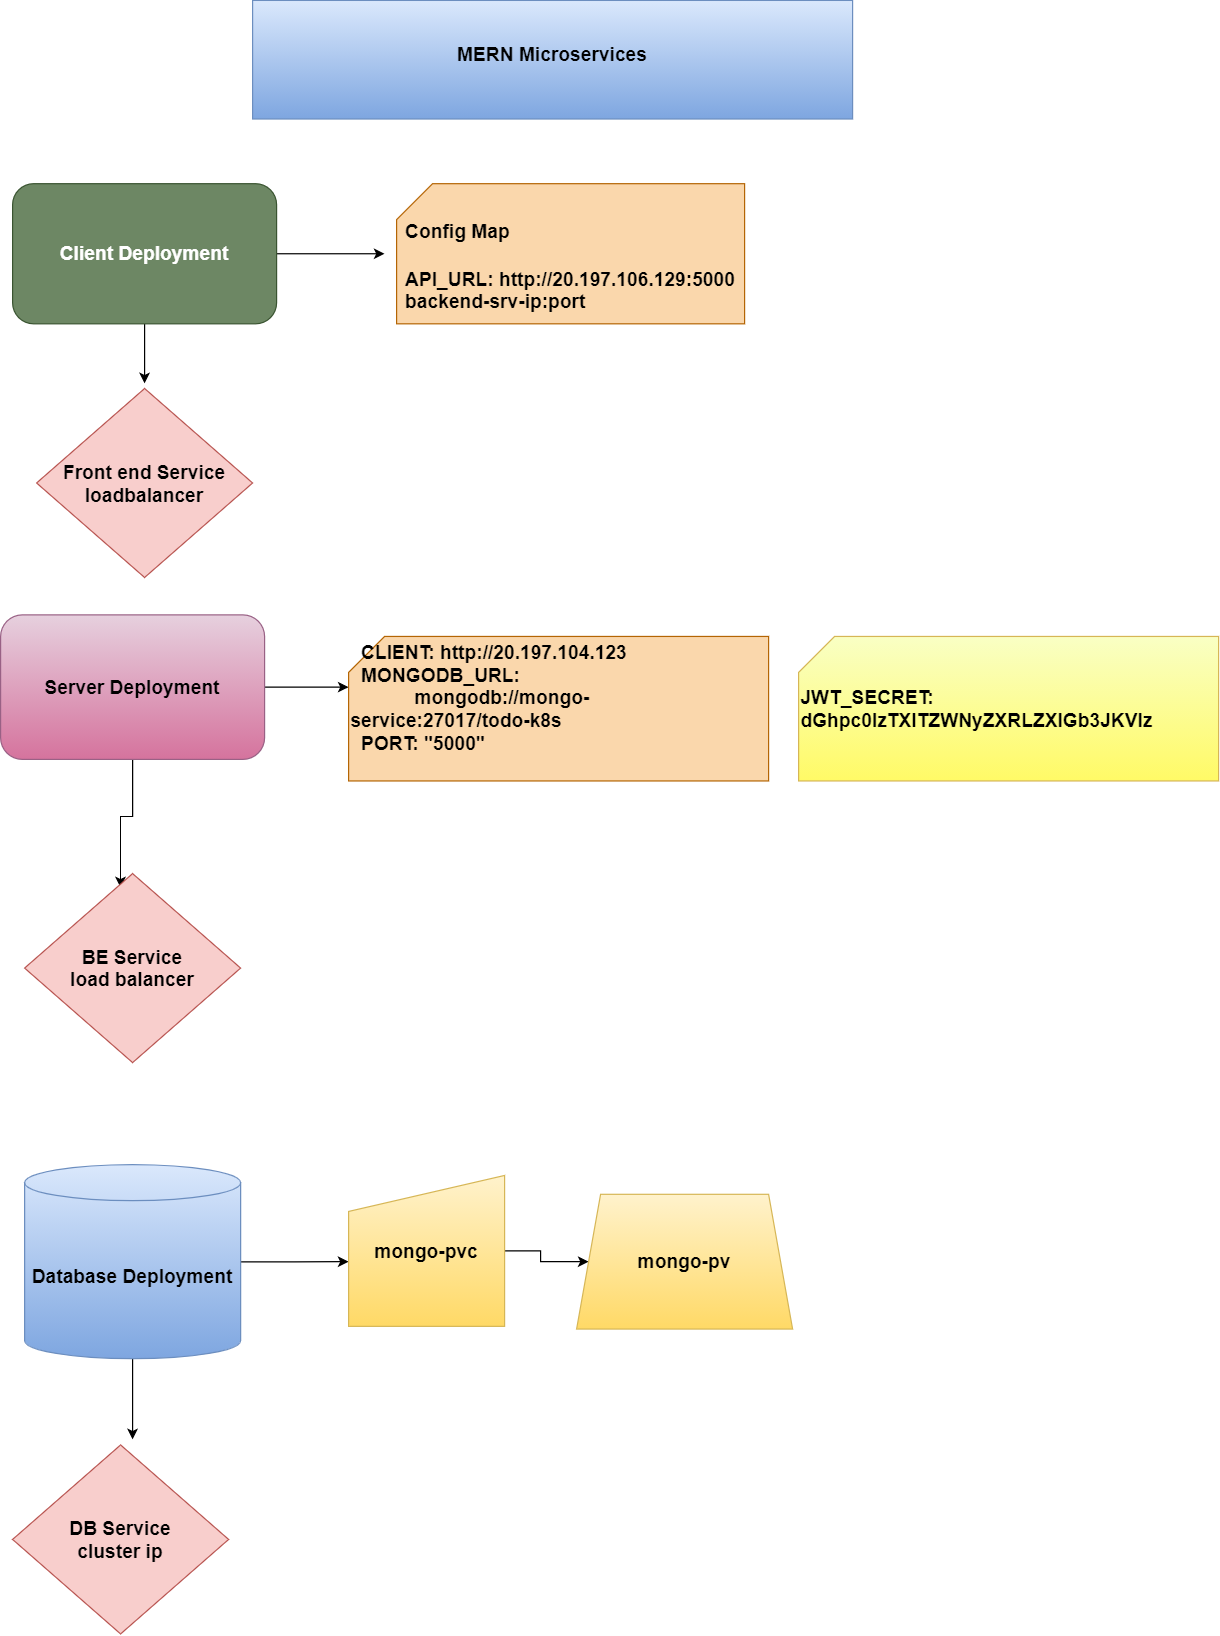 MERN Microservices
Client Deployment
Config Map
API_URL: http://20.197.106.129:5000
backend-srv-ip:port
Front end Service
loadbalancer
Server Deployment
CLIENT: http://20.197.104.123
MONGODB_URL:
mongodb://mongo-
service:27017/todo-k8s
PORT: "5000"
JWT_SECRET:
dGhpc0lzTXlTZWNyZXRLZXlGb3JKV1Iz
BE Service
load balancer
Database Deployment
mongo-pvc
mongo-pv
DB Service
cluster ip